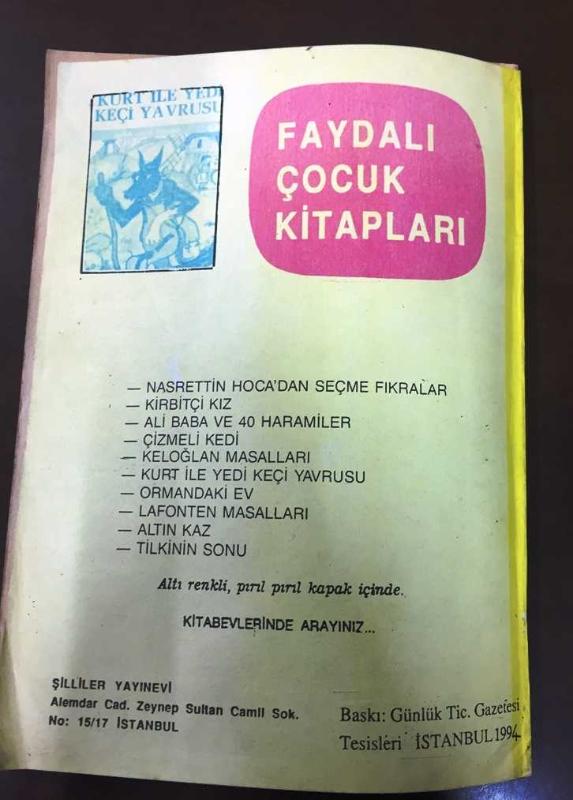 KURT İLE YEDİ
KEÇİ YAVRUSU
FAYDALI
ÇOCUK
KİTAPLARI
— NASRETTİN HOCA'DAN SEÇME FIKRALAR
— KİRBİTÇİ KIZ
— ALİ BABA VE 40 HARAMİLER
— ÇİZMELİ KEDİ
— KELOĞLAN MASALLARI
— KURT İLE YEDİ KEÇİ YAVRUSU
— ORMANDAKİ EV
— LAFONTEN MASALLARI
— ALTIN KAZ
— TİLKİNİN SONU
Altı renkli, pırıl pırıl kapak içinde.
KİTABEVLERİNDE ARAYINIZ...
ŞİLLİLER YAYINEVİ
Alemdar Cad. Zeynep Sultan Camii Sok.
No: 15/17 İSTANBUL
Baskı: Günlük Tic. Gazetesi
Tesisleri İSTANBUL 1994